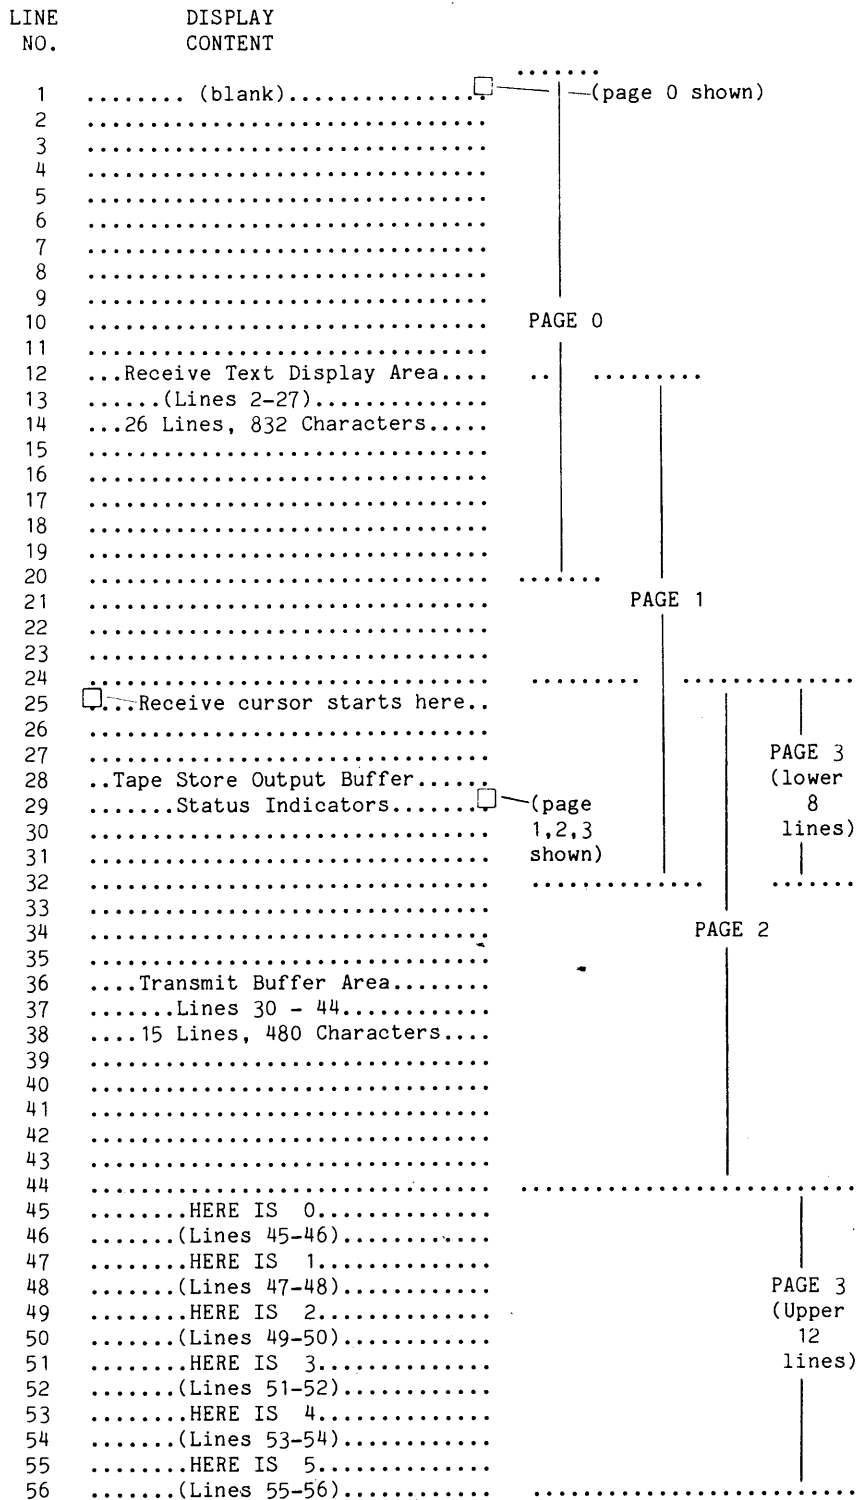 LINE DISPLAY
NO. CONTENT
.......
1 ........ (blank)................ (page 0 shown)
2 .................................
3 .................................
4 .................................
5 .................................
6 .................................
7 .................................
8 .................................
9 .................................
10 ................................. PAGE 0
11 .................................
12 ...Receive Text Display Area.... .. .........
13 ......(Lines 2-27)..............
14 ...26 Lines, 832 Characters.....
15 .................................
16 .................................
17 .................................
18 .................................
19 .................................
20 ................................. .......
21 ................................. PAGE 1
22 .................................
23 .................................
24 ................................. ......... ..............
25 ....Receive cursor starts here..
26 .................................
27 ................................. PAGE 3
28 ..Tape Store Output Buffer...... (lower
29 .......Status Indicators........ (page 8
30 ................................. 1,2,3 lines)
31 ................................. shown)
32 ................................. .............. .......
33 .................................
34 ................................. PAGE 2
35 .................................
36 ....Transmit Buffer Area........
37 .......Lines 30 - 44............
38 ....15 Lines, 480 Characters....
39 .................................
40 .................................
41 .................................
42 .................................
43 .................................
44 ................................. ............................
45 ........HERE IS 0..............
46 .......(Lines 45-46)............
47 ........HERE IS 1..............
48 .......(Lines 47-48)............ PAGE 3
49 ........HERE IS 2.............. (Upper
50 .......(Lines 49-50)............ 12
51 ........HERE IS 3.............. lines)
52 .......(Lines 51-52)............
53 ........HERE IS 4..............
54 .......(Lines 53-54)............
55 ........HERE IS 5..............
56 .......(Lines 55-56)............ ...........................